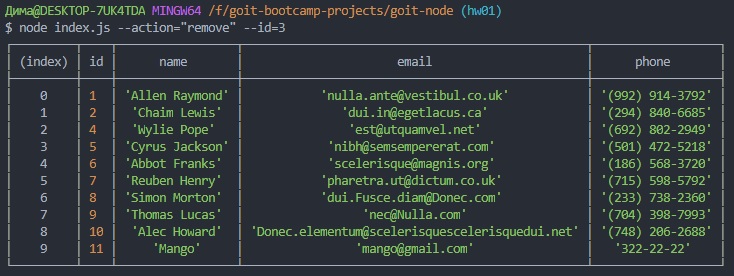 Дима@DESKTOP-7UK4TDA MINGW64 /f/goit-bootcamp-projects/goit-node (hw01)
$ node index.js --action="remove" --id=3
(index) id name email phone
0 1 'Allen Raymond' 'nulla.ante@vestibul.co.uk' '(992) 914-3792'
1 2 'Chaim Lewis' 'dui.in@egetlacus.ca' '(294) 840-6685'
2 4 'Wylie Pope' 'est@utquamvel.net' '(692) 802-2949'
3 5 'Cyrus Jackson' 'nibh@semsempererat.com' '(501) 472-5218'
4 6 'Abbot Franks' 'scelerisque@magnis.org' '(186) 568-3720'
5 7 'Reuben Henry' 'pharetra.ut@dictum.co.uk' '(715) 598-5792'
6 8 'Simon Morton' 'dui.Fusce.diam@Donec.com' '(233) 738-2360'
7 9 'Thomas Lucas' 'nec@Nulla.com' '(704) 398-7993'
8 10 'Alec Howard' 'Donec.elementum@scelerisquescelerisquedui.net' '(748) 206-2688'
9 11 'Mango' 'mango@gmail.com' '322-22-22'